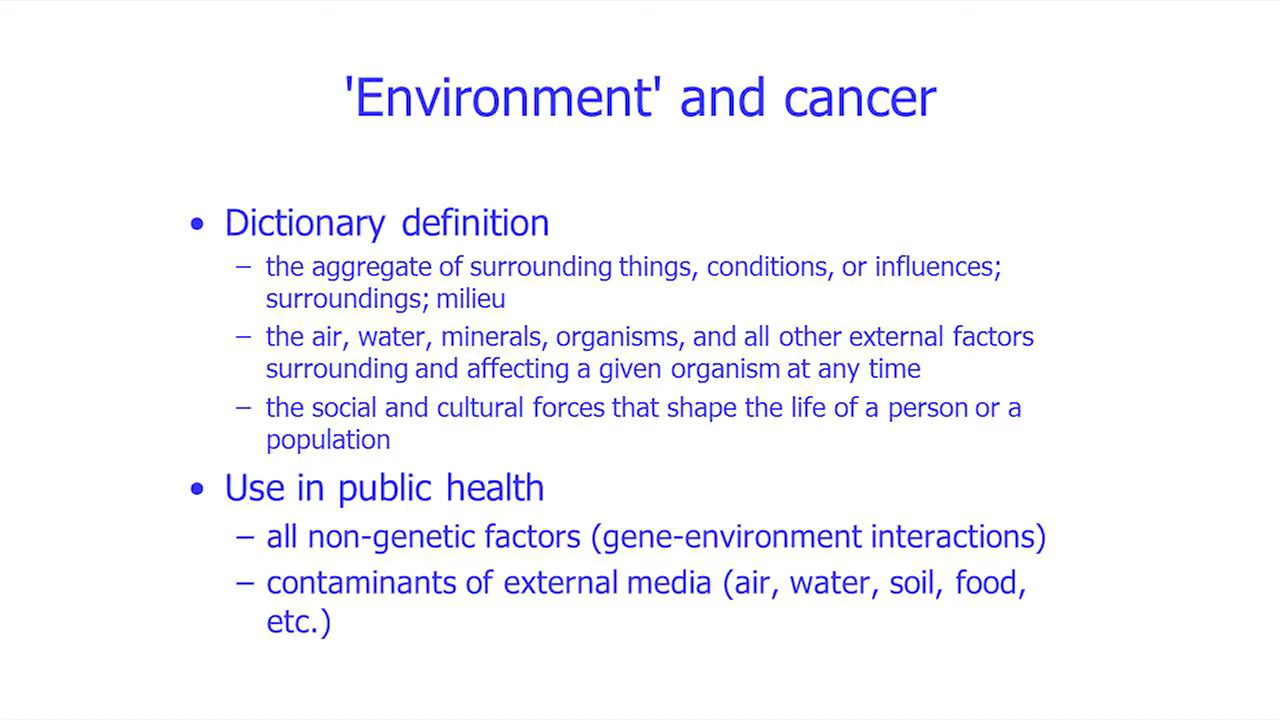 'Environment' and cancer
• Dictionary definition
– the aggregate of surrounding things, conditions, or influences;
surroundings; milieu
– the air, water, minerals, organisms, and all other external factors
surrounding and affecting a given organism at any time
– the social and cultural forces that shape the life of a person or a
population
• Use in public health
– all non-genetic factors (gene-environment interactions)
– contaminants of external media (air, water, soil, food,
etc.)